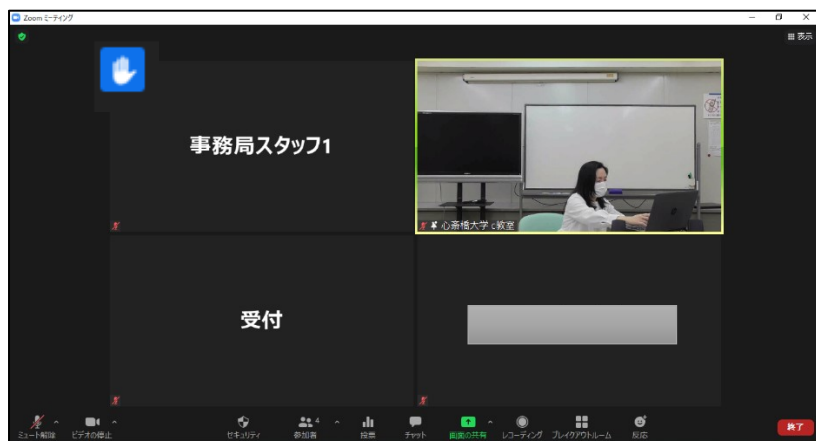 Zoom ミーティング
表示
事務局スタッフ1
心斎橋大学 c教室
受付
ミュート解除
ビデオの停止
セキュリティ
参加者
4
投票
チャット
画面の共有
レコーディング
ブレイクアウトルーム
反応
終了